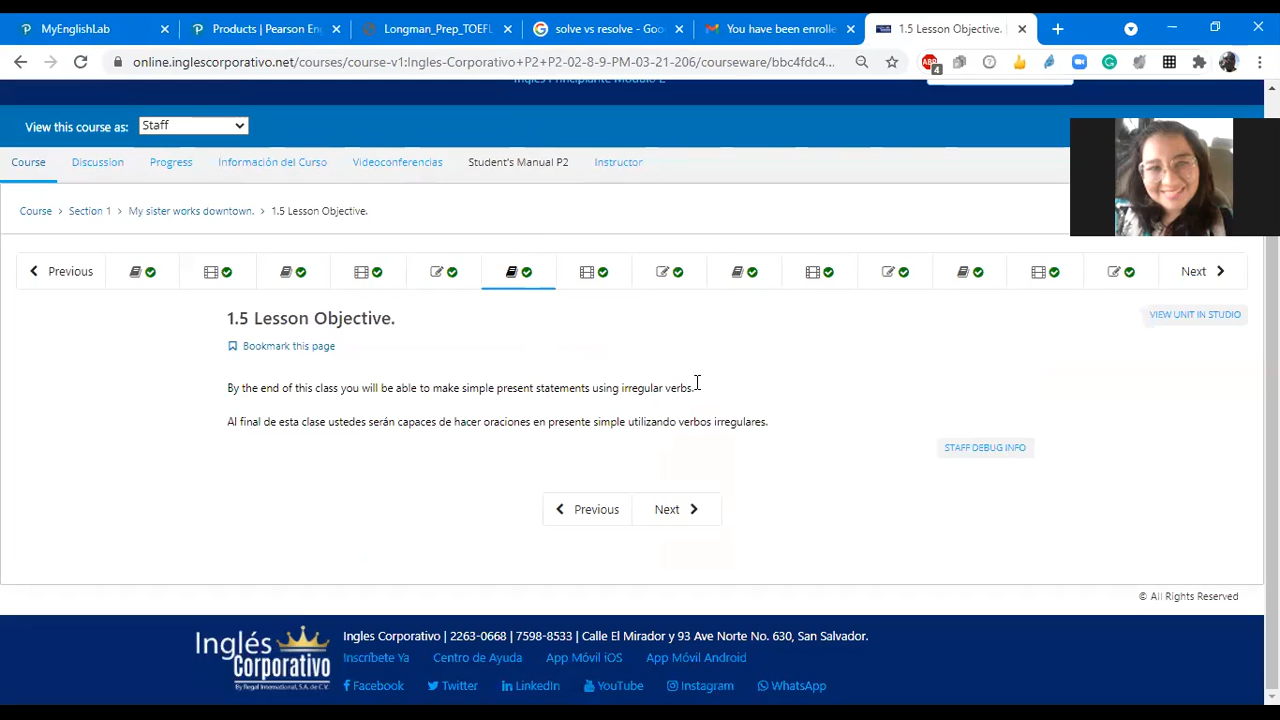 MyEnglishLab
Products | Pearson En
Longman_Prep_TOEFL
solve vs resolve - Goo
You have been enrolle
1.5 Lesson Objective. |
online.inglescorporativo.net/courses/course-v1:InglesCorporativo+P2+P2-02-8-9-PM-03-21-206/courseware/bbc4fdc4...
4
View this course as: Staff
Course Discussion Progress Información del Curso Videoconferencias Student's Manual P2 Instructor
Course > Section 1 > My sister works downtown. > 1.5 Lesson Objective.
Previous
Next
1.5 Lesson Objective.
VIEW UNIT IN STUDIO
Bookmark this page
By the end of this class you will be able to make simple present statements using irregular verbs.
Al final de esta clase ustedes serán capaces de hacer oraciones en presente simple utilizando verbos irregulares.
STAFF DEBUG INFO
Previous Next
© All Rights Reserved
Inglés Corporativo
By Regal International, S.A. de C.V.
Ingles Corporativo | 2263-0668 | 7598-8533 | Calle El Mirador y 93 Ave Norte No. 630, San Salvador.
Inscríbete Ya Centro de Ayuda App Móvil iOS App Móvil Android
Facebook Twitter LinkedIn YouTube Instagram WhatsApp